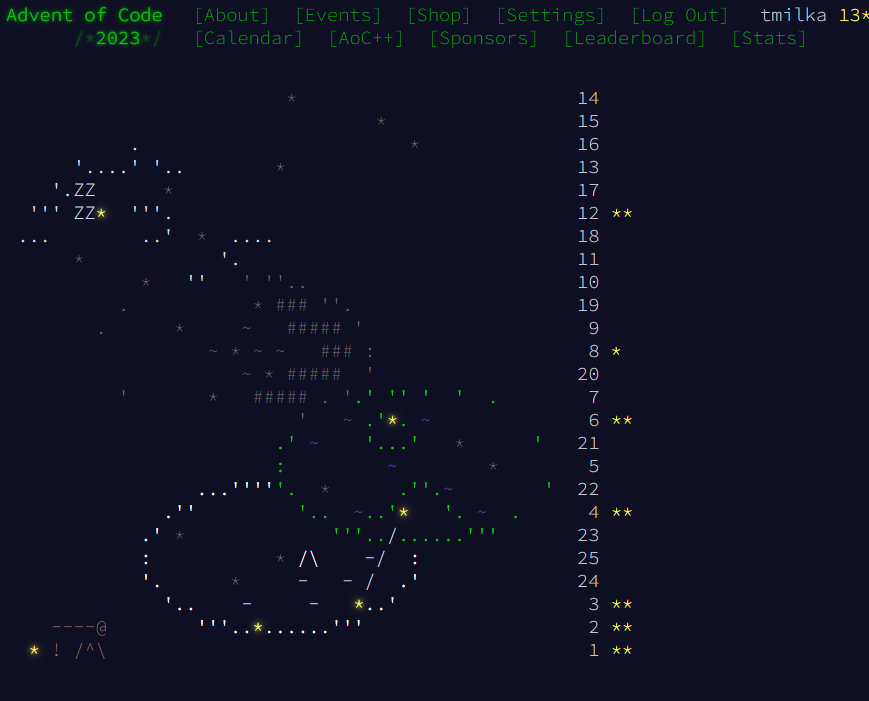 Advent of Code [About] [Events] [Shop] [Settings] [Log Out] tmilka 13*
/*2023*/ [Calendar] [AoC++] [Sponsors] [Leaderboard] [Stats]
* 14
* 15
. * 16
'....' '.. * 13
'.ZZ * 17
''' ZZ* '''. 12 **
... ..' * .... 18
* '. 11
* '' ' ''.. 10
. * ### ''. 19
. * ~ ##### ' 9
~ * ~ ~ ### : 8 *
~ * ##### ' 20
' * ##### . '.' '' ' ' . 7
' ~ .'*. ~ 6 **
.' ~ '...' * ' 21
: ~ * 5
...'''''. * .''.~ ' 22
.'' '.. ~..'* '. ~ . 4 **
.' * '''../......''' 23
: * /\ -/ : 25
'. * - - / .' 24
'.. - - *..' 3 **
----@ '''..*......''' 2 **
* ! /^\ 1 **